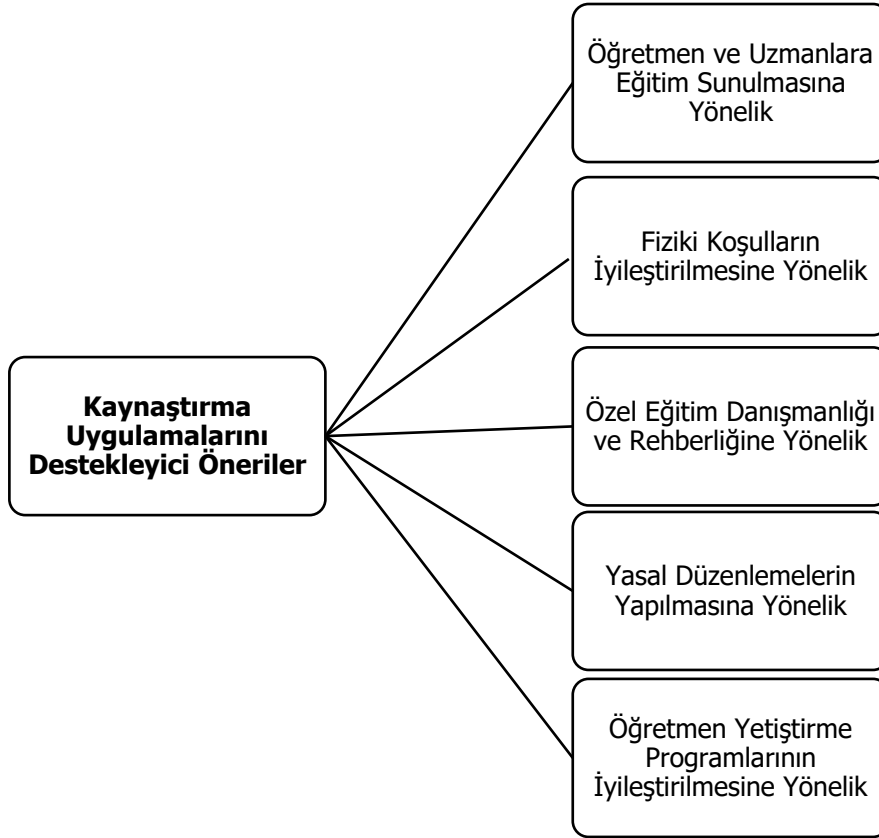 Öğretmen ve Uzmanlara
Eğitim Sunulmasına
Yönelik
Fiziki Koşulların
İyileştirilmesine Yönelik
Kaynaştırma
Uygulamalarını
Destekleyici Öneriler
Özel Eğitim Danışmanlığı
ve Rehberliğine Yönelik
Yasal Düzenlemelerin
Yapılmasına Yönelik
Öğretmen Yetiştirme
Programlarının
İyileştirilmesine Yönelik